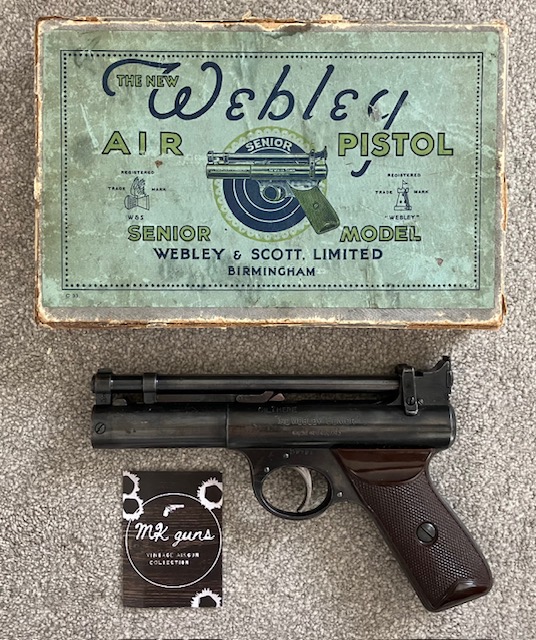 THE NEW
Webley
AIR PISTOL
SENIOR
REGISTERED
TRADE MARK
W&S
REGISTERED
TRADE MARK
"WEBLEY"
SENIOR MODEL
WEBLEY & SCOTT, LIMITED
BIRMINGHAM
MK guns
VINTAGE AIRGUN
COLLECTION